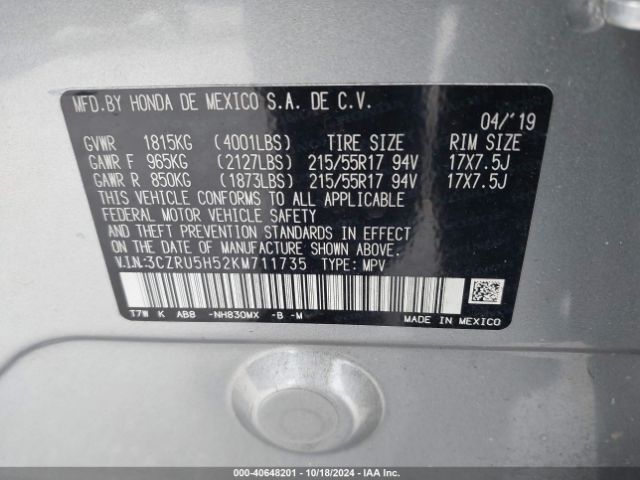 MFD.BY HONDA DE MEXICO S.A. DE C.V.
04/'19
GVWR 1815KG (4001LBS) TIRE SIZE RIM SIZE
GAWR F 965KG (2127LBS) 215/55R17 94V 17X7.5J
GAWR R 850KG (1873LBS) 215/55R17 94V 17X7.5J
THIS VEHICLE CONFORMS TO ALL APPLICABLE
FEDERAL MOTOR VEHICLE SAFETY
AND THEFT PREVENTION STANDARDS IN EFFECT
ON THE DATE OF MANUFACTURE SHOWN ABOVE.
V.I.N:3CZRU5H52KM711735 TYPE: MPV
T7W K ABB -NH830MX -B -M MADE IN MEXICO
000-40648201 - 10/18/2024 - IAA Inc.